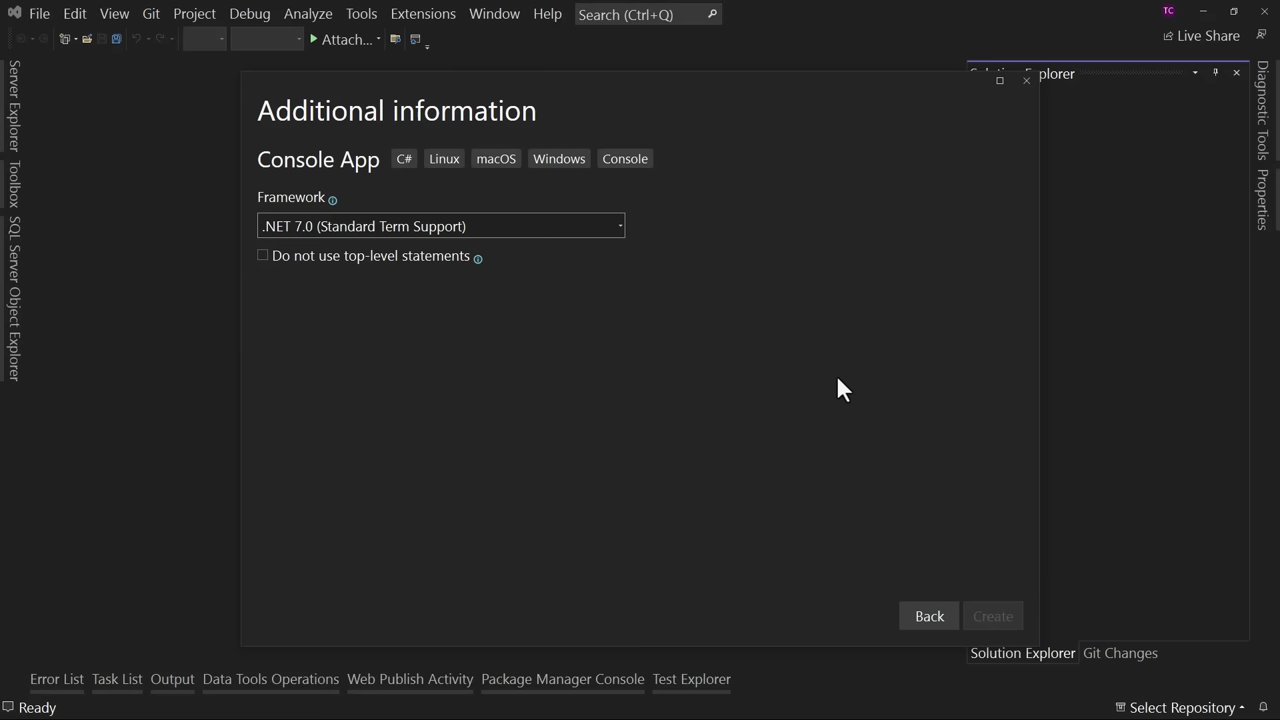 File Edit View Git Project Debug Analyze Tools Extensions Window Help Search (Ctrl+Q) TC
Attach... Live Share
Server Explorer
Toolbox
SQL Server Object Explorer
Explorer
Additional information
Console App C# Linux macOS Windows Console
Framework
.NET 7.0 (Standard Term Support)
Do not use top-level statements
Back Create
Diagnostic Tools
Properties
Solution Explorer Git Changes
Error List Task List Output Data Tools Operations Web Publish Activity Package Manager Console Test Explorer
Ready Select Repository